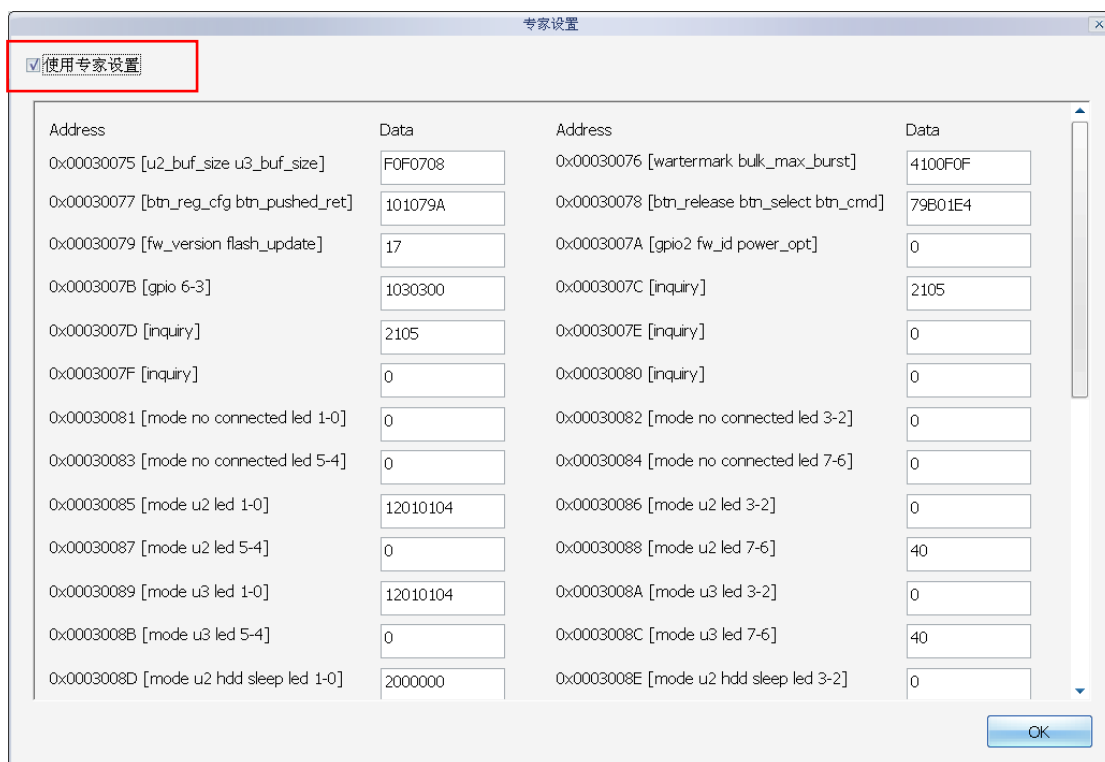 专家设置
使用专家设置
Address Data Address Data
0x00030075 [u2_buf_size u3_buf_size] F0F0708 0x00030076 [wartermark bulk_max_burst] 4100F0F
0x00030077 [btn_reg_cfg btn_pushed_ret] 101079A 0x00030078 [btn_release btn_select btn_cmd] 79B01E4
0x00030079 [fw_version flash_update] 17 0x0003007A [gpio2 fw_id power_opt] 0
0x0003007B [gpio 6-3] 1030300 0x0003007C [inquiry] 2105
0x0003007D [inquiry] 2105 0x0003007E [inquiry] 0
0x0003007F [inquiry] 0 0x00030080 [inquiry] 0
0x00030081 [mode no connected led 1-0] 0 0x00030082 [mode no connected led 3-2] 0
0x00030083 [mode no connected led 5-4] 0 0x00030084 [mode no connected led 7-6] 0
0x00030085 [mode u2 led 1-0] 12010104 0x00030086 [mode u2 led 3-2] 0
0x00030087 [mode u2 led 5-4] 0 0x00030088 [mode u2 led 7-6] 40
0x00030089 [mode u3 led 1-0] 12010104 0x0003008A [mode u3 led 3-2] 0
0x0003008B [mode u3 led 5-4] 0 0x0003008C [mode u3 led 7-6] 40
0x0003008D [mode u2 hdd sleep led 1-0] 2000000 0x0003008E [mode u2 hdd sleep led 3-2] 0
OK